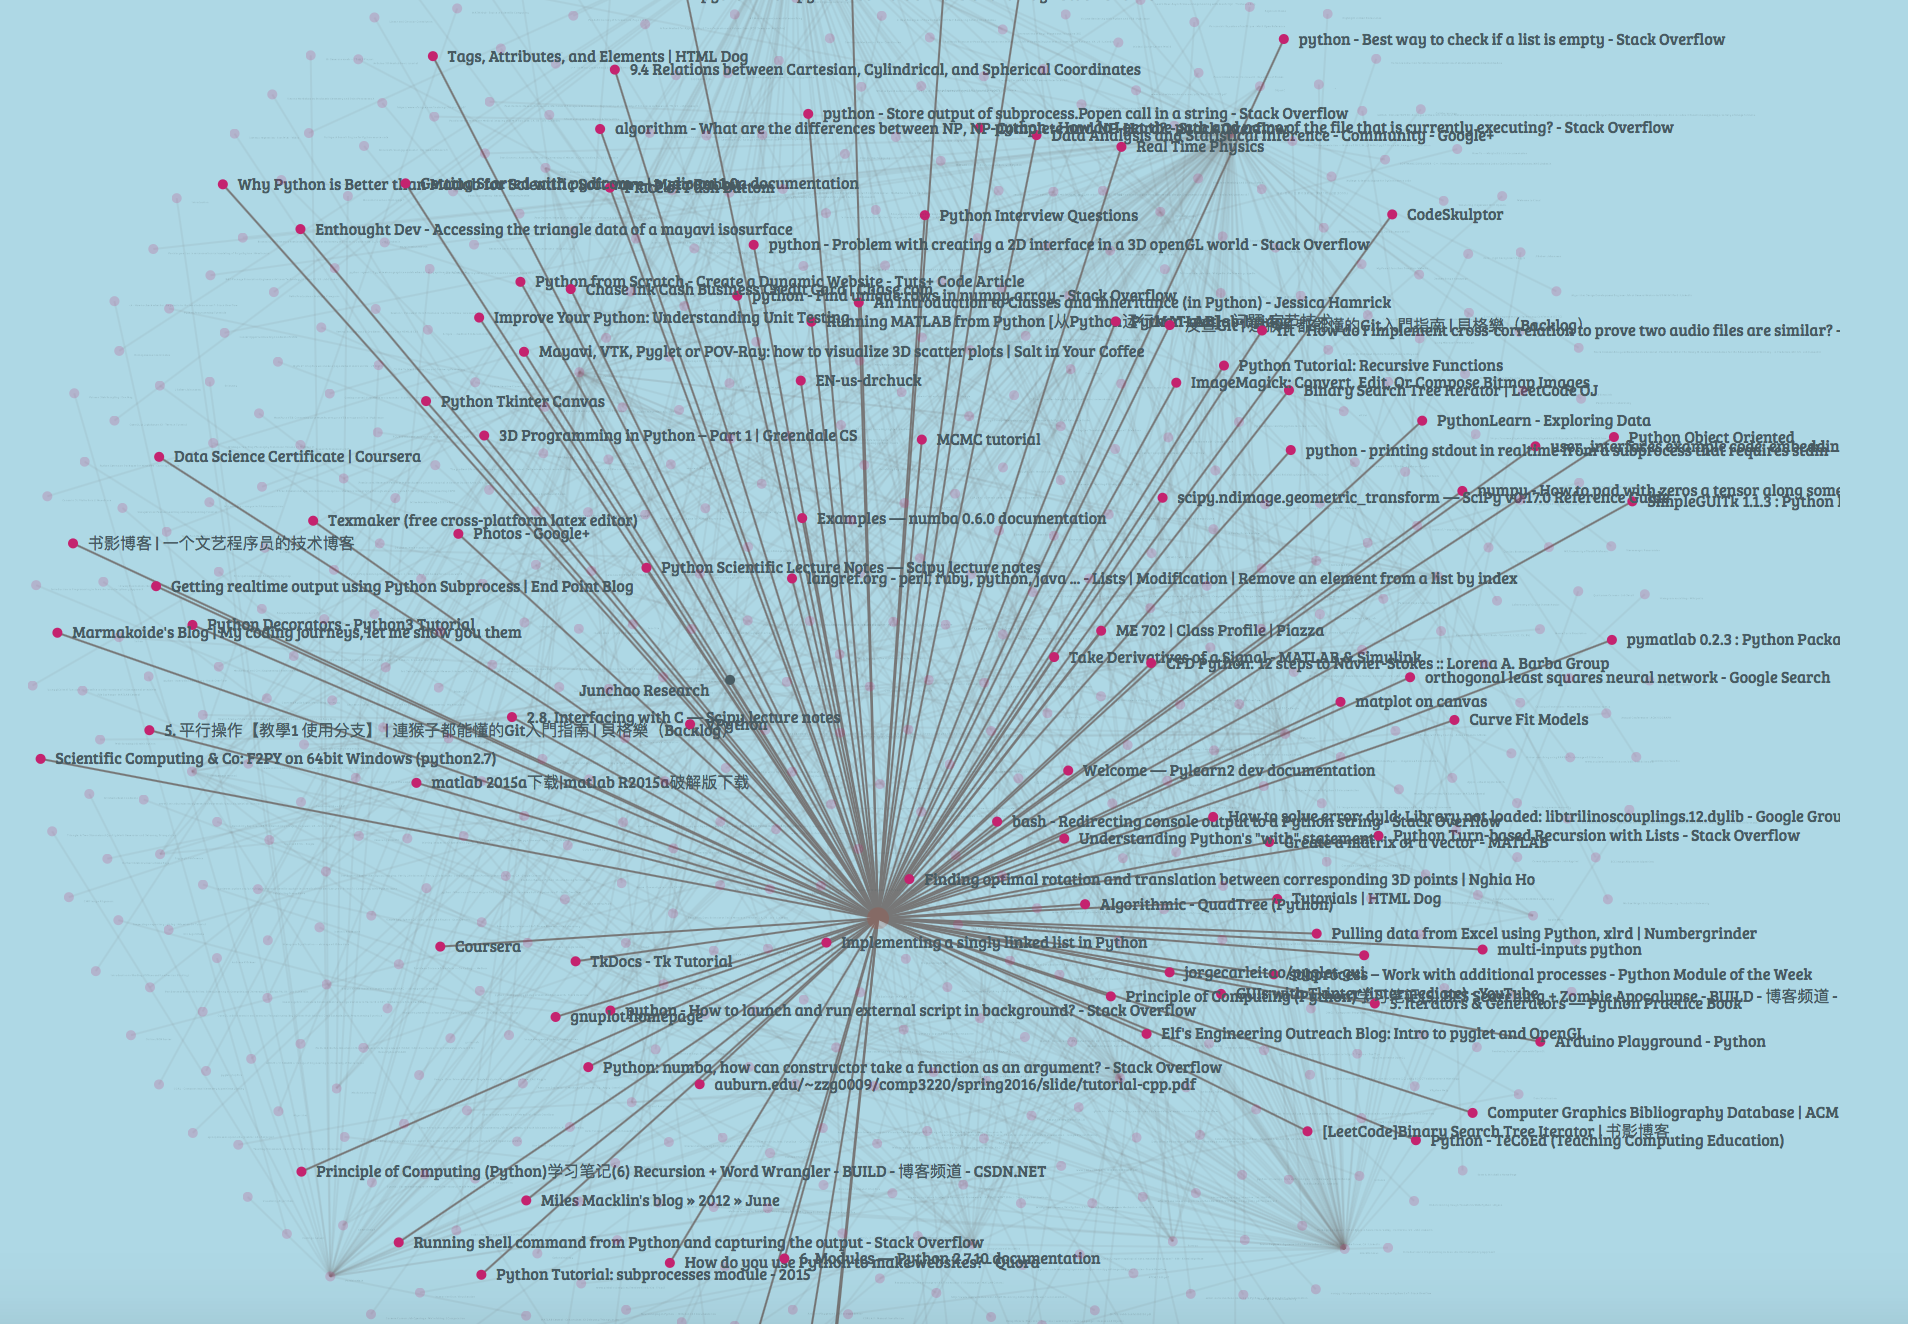 Tags, Attributes, and Elements | HTML Dog
python - Best way to check if a list is empty - Stack Overflow
9.4 Relations between Cartesian, Cylindrical, and Spherical Coordinates
python - Store output of subprocess.Popen call in a string - Stack Overflow
algorithm - What are the differences between NP, NP-Complete and NP-Hard? - Stack Overflow
of the file that is currently executing? - Stack Overflow
Data Analysis and Statistical Inference - Community - Google+
Real Time Physics
Why Python is Better than Matlab for Scientific Software
Getting Started with
documentation
Python Interview Questions
CodeSkulptor
Enthought Dev - Accessing the triangle data of a mayavi isosurface
python - Problem with creating a 2D interface in a 3D openGL world - Stack Overflow
Python from Scratch - Create a Dynamic Website - Tuts+ Code Article
Chase Ink Cash Business Credit Card | Chase.com
python - Find unique rows in numpy array - Stack Overflow
An Introduction to Classes and Inheritance (in Python) - Jessica Hamrick
Improve Your Python: Understanding Unit Testing
Running MATLAB from Python [从Python运行MATLAB]
懂的Git入門指南 | 貝格樂（Backlog）
How do I implement cross-correlation to prove two audio files are similar? -
Mayavi, VTK, Pyglet or POV-Ray: how to visualize 3D scatter plots | Salt in Your Coffee
Python Tutorial: Recursive Functions
EN-us-drchuck
ImageMagick: Convert, Edit, Or Compose Bitmap Images
Binary Search Tree Iterator | LeetCode OJ
Python Tkinter Canvas
PythonLearn - Exploring Data
3D Programming in Python – Part 1 | Greendale CS
MCMC tutorial
Python Object Oriented
user_interfaces example code: embeddin
python - printing stdout in realtime from a subprocess that requires stdin
Data Science Certificate | Coursera
numpy - How to pad with zeros a tensor along some
scipy.ndimage.geometric_transform — SciPy v0.17.0 Reference Guide
SimpleGUITk 1.1.3 : Python
Texmaker (free cross-platform latex editor)
Examples — numba 0.6.0 documentation
Photos - Google+
书影博客 | 一个文艺程序员的技术博客
Python Scientific Lecture Notes — Scipy lecture notes
langref.org - perl, ruby, python, java ... - Lists | Modification | Remove an element from a list by index
Getting realtime output using Python Subprocess | End Point Blog
Python Decorators - Python3 Tutorial
Marmakoide's Blog | My coding journeys, let me show you them
ME 702 | Class Profile | Piazza
pymatlab 0.2.3 : Python Packa
Take Derivatives of a Signal - MATLAB & Simulink
CFD Python: 12 steps to Navier-Stokes :: Lorena A. Barba Group
orthogonal least squares neural network - Google Search
Junchao Research
matplot on canvas
2.8. Interfacing with C — Scipy lecture notes
Python
Curve Fit Models
5. 平行操作【教學1 使用分支】 | 連猴子都能懂的Git入門指南 | 貝格樂（Backlog）
Scientific Computing & Co: F2PY on 64bit Windows (python2.7)
Welcome — Pylearn2 dev documentation
matlab 2015a下载|matlab R2015a破解版下载
How to solve error: dyld: Library not loaded: libtrilinoscouplings.12.dylib - Google Grou
bash - Redirecting console output to a Python string - Stack Overflow
Python Turn-based Recursion with Lists - Stack Overflow
Understanding Python's "with" statement
Create a matrix or a vector - MATLAB
Finding optimal rotation and translation between corresponding 3D points | Nghia Ho
Tutorials | HTML Dog
Algorithmic - QuadTree (Python)
Pulling data from Excel using Python, xlrd | Numbergrinder
Implementing a singly linked list in Python
Coursera
multi-inputs python
TkDocs - Tk Tutorial
jorgecarleitao/pyglet-gui
subprocess – Work with additional processes - Python Module of the Week
GUIs with Tkinter (intermediate) - YouTube
Principle of Computing (Python)
Zombie Apocalypse - BUILD - 博客频道 -
5. Iterators & Generators — Python Practice Book
python - How to launch and run external script in background? - Stack Overflow
gnuplot homepage
Elf's Engineering Outreach Blog: Intro to pyglet and OpenGL
Arduino Playground - Python
Python: numba, how can constructor take a function as an argument? - Stack Overflow
auburn.edu/~zzg0009/comp3220/spring2016/slide/tutorial-cpp.pdf
Computer Graphics Bibliography Database | ACM
[LeetCode]Binary Search Tree Iterator | 书影博客
Python - TeCoEd (Teaching Computing Education)
Principle of Computing (Python)学习笔记(6) Recursion + Word Wrangler - BUILD - 博客频道 - CSDN.NET
Miles Macklin's blog » 2012 » June
Running shell command from Python and capturing the output - Stack Overflow
6. Modules — Python 2.7.10 documentation
How do you use Python to make websites? - Quora
Python Tutorial: subprocesses module - 2015